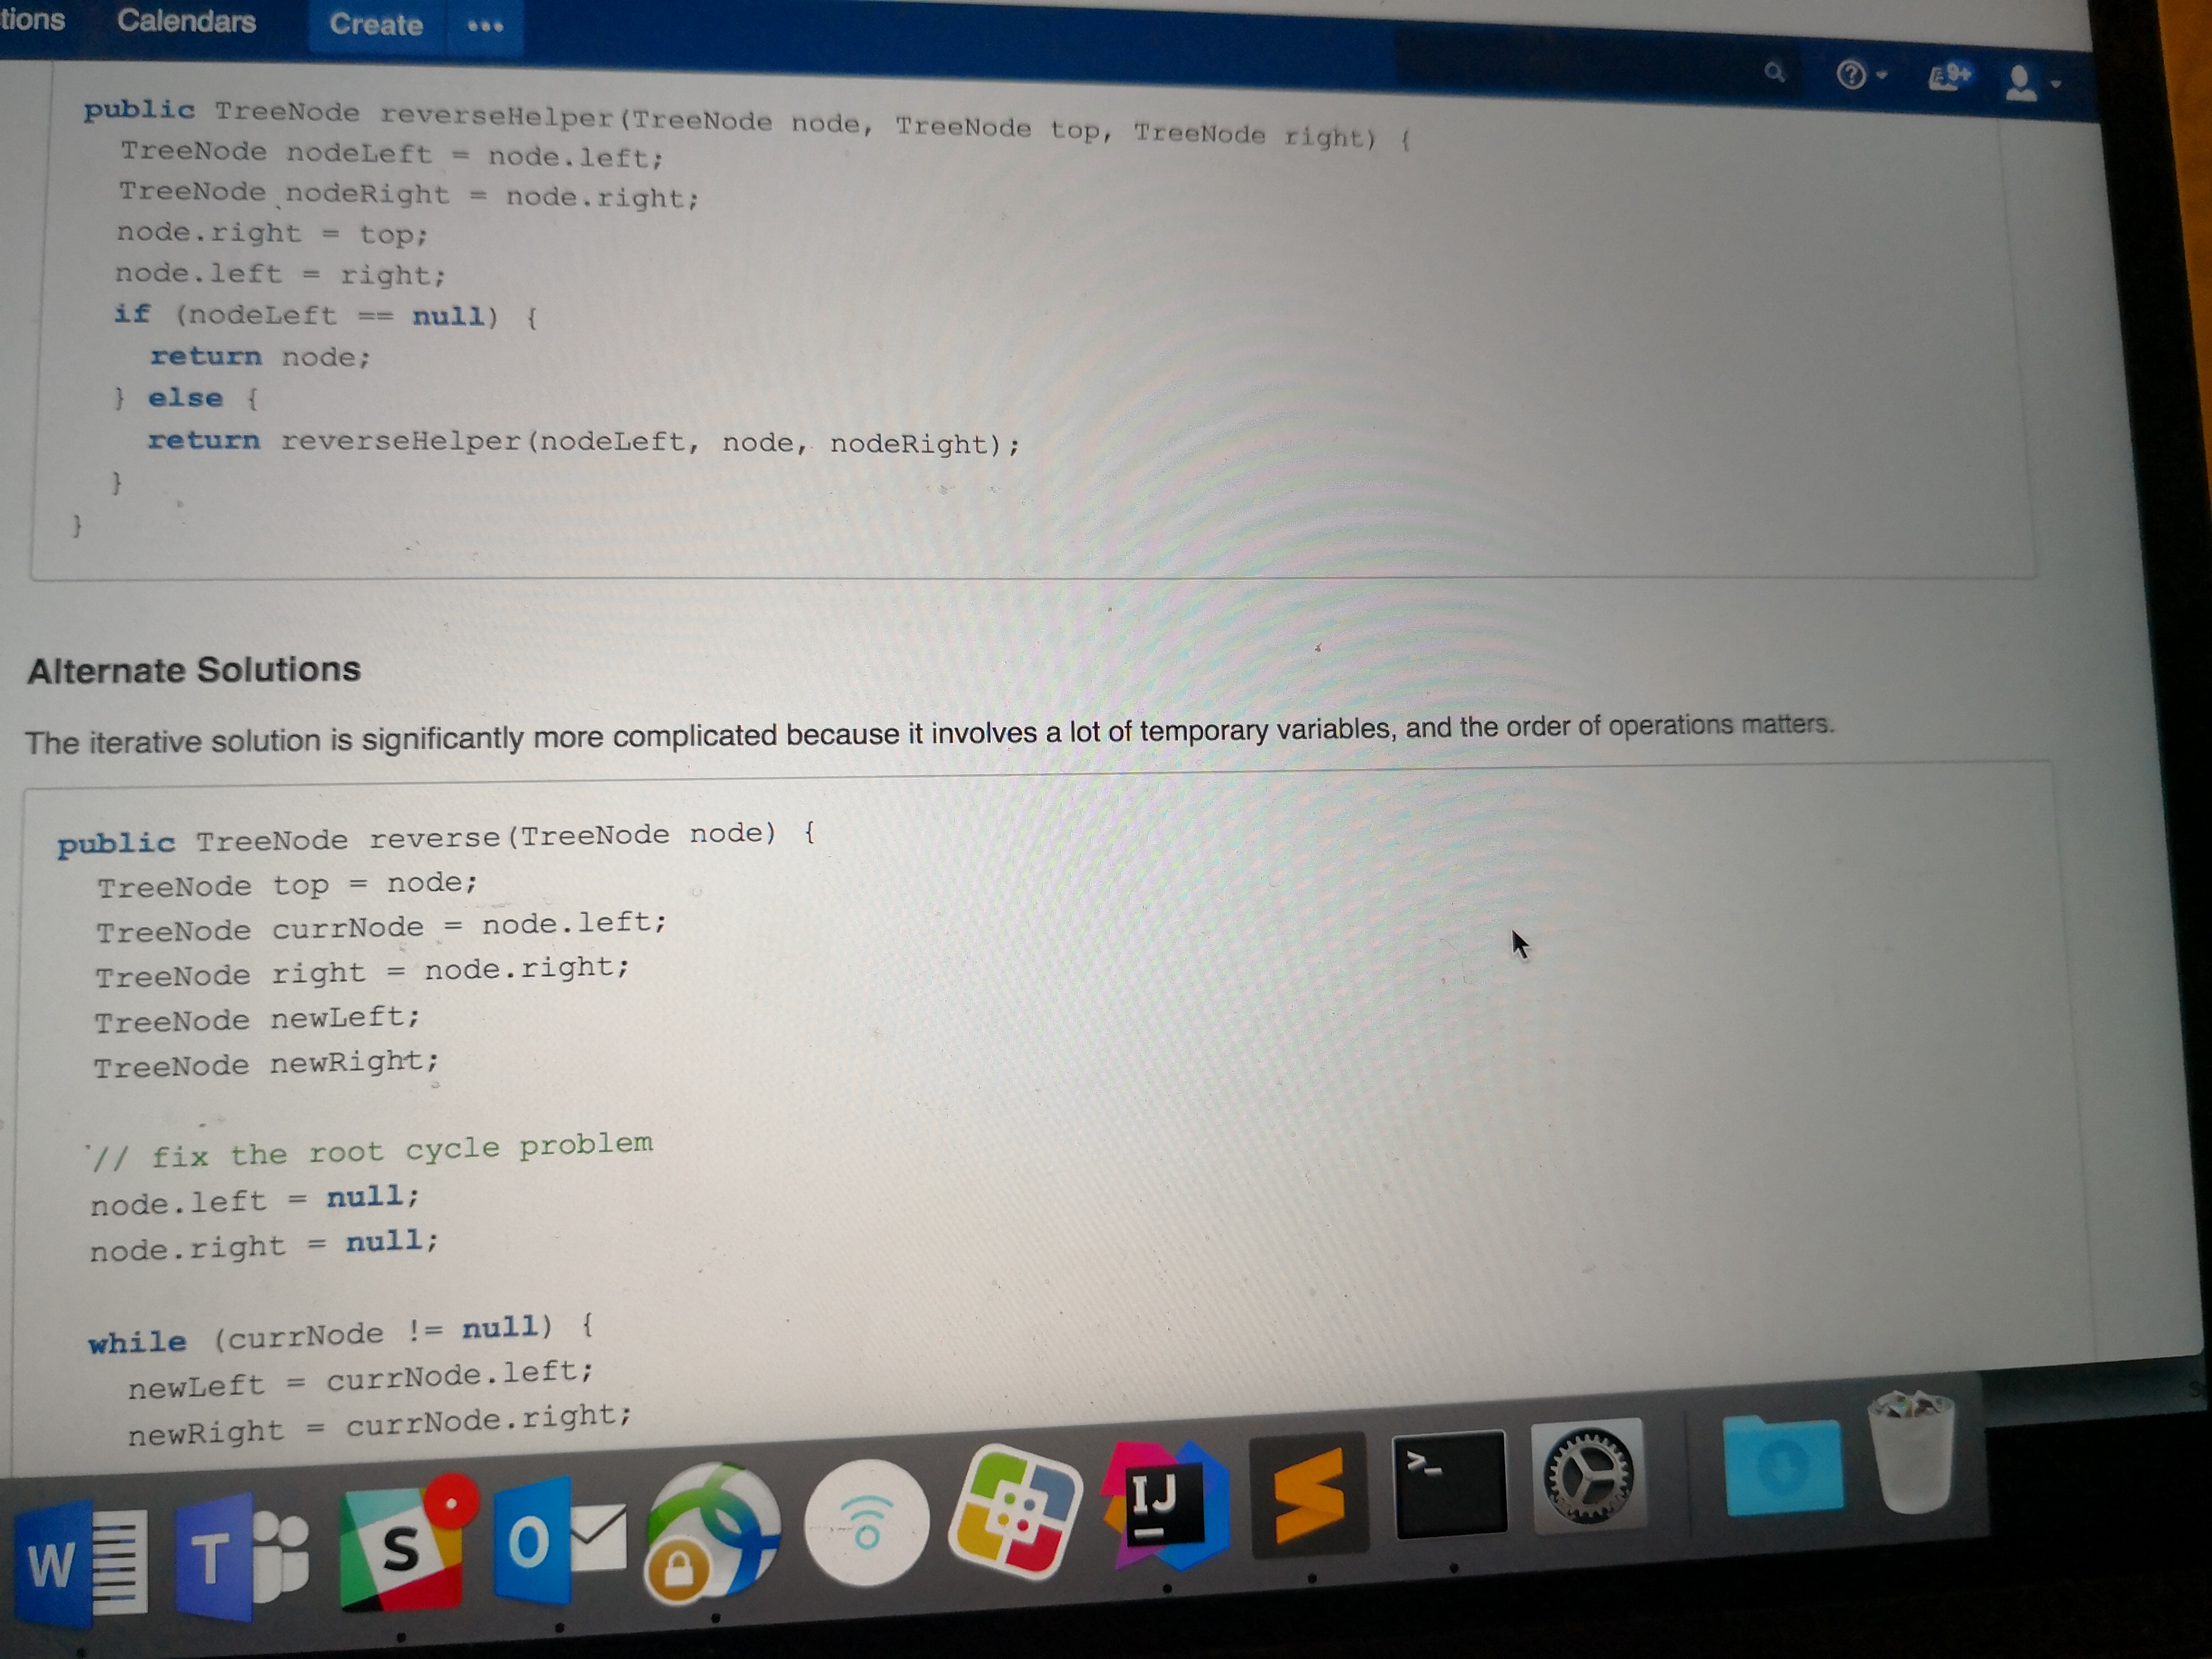 tions Calendars Create •••
9+
public TreeNode reverseHelper(TreeNode node, TreeNode top, TreeNode right) {
TreeNode nodeLeft = node.left;
TreeNode nodeRight = node.right;
node.right = top;
node.left = right;
if (nodeLeft == null) {
return node;
} else {
return reverseHelper(nodeLeft, node, nodeRight);
}
}
Alternate Solutions
The iterative solution is significantly more complicated because it involves a lot of temporary variables, and the order of operations matters.
public TreeNode reverse(TreeNode node) {
TreeNode top = node;
TreeNode currNode = node.left;
TreeNode right = node.right;
TreeNode newLeft;
TreeNode newRight;
// fix the root cycle problem
node.left = null;
node.right = null;
while (currNode != null) {
newLeft = currNode.left;
newRight = currNode.right;
W T S O IJ >_